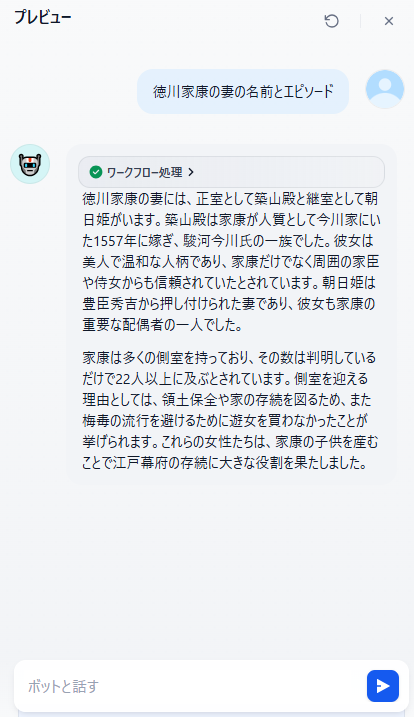 プレビュー
徳川家康の妻の名前とエピソード
ワークフロー処理
徳川家康の妻には、正室として築山殿と継室として朝
日姫がいます。築山殿は家康が人質として今川家にい
た1557年に嫁ぎ、駿河今川氏の一族でした。彼女は
美人で温和な人柄であり、家康だけでなく周囲の家臣
や侍女からも信頼されていたとされています。朝日姫は
豊臣秀吉から押し付けられた妻であり、彼女も家康の
重要な配偶者の一人でした。
家康は多くの側室を持っており、その数は判明している
だけで22人以上に及ぶとされています。側室を迎える
理由としては、領土保全や家の存続を図るため、また
梅毒の流行を避けるために遊女を買わなかったことが
挙げられます。これらの女性たちは、家康の子供を産む
ことで江戸幕府の存続に大きな役割を果たしました。
ボットと話す